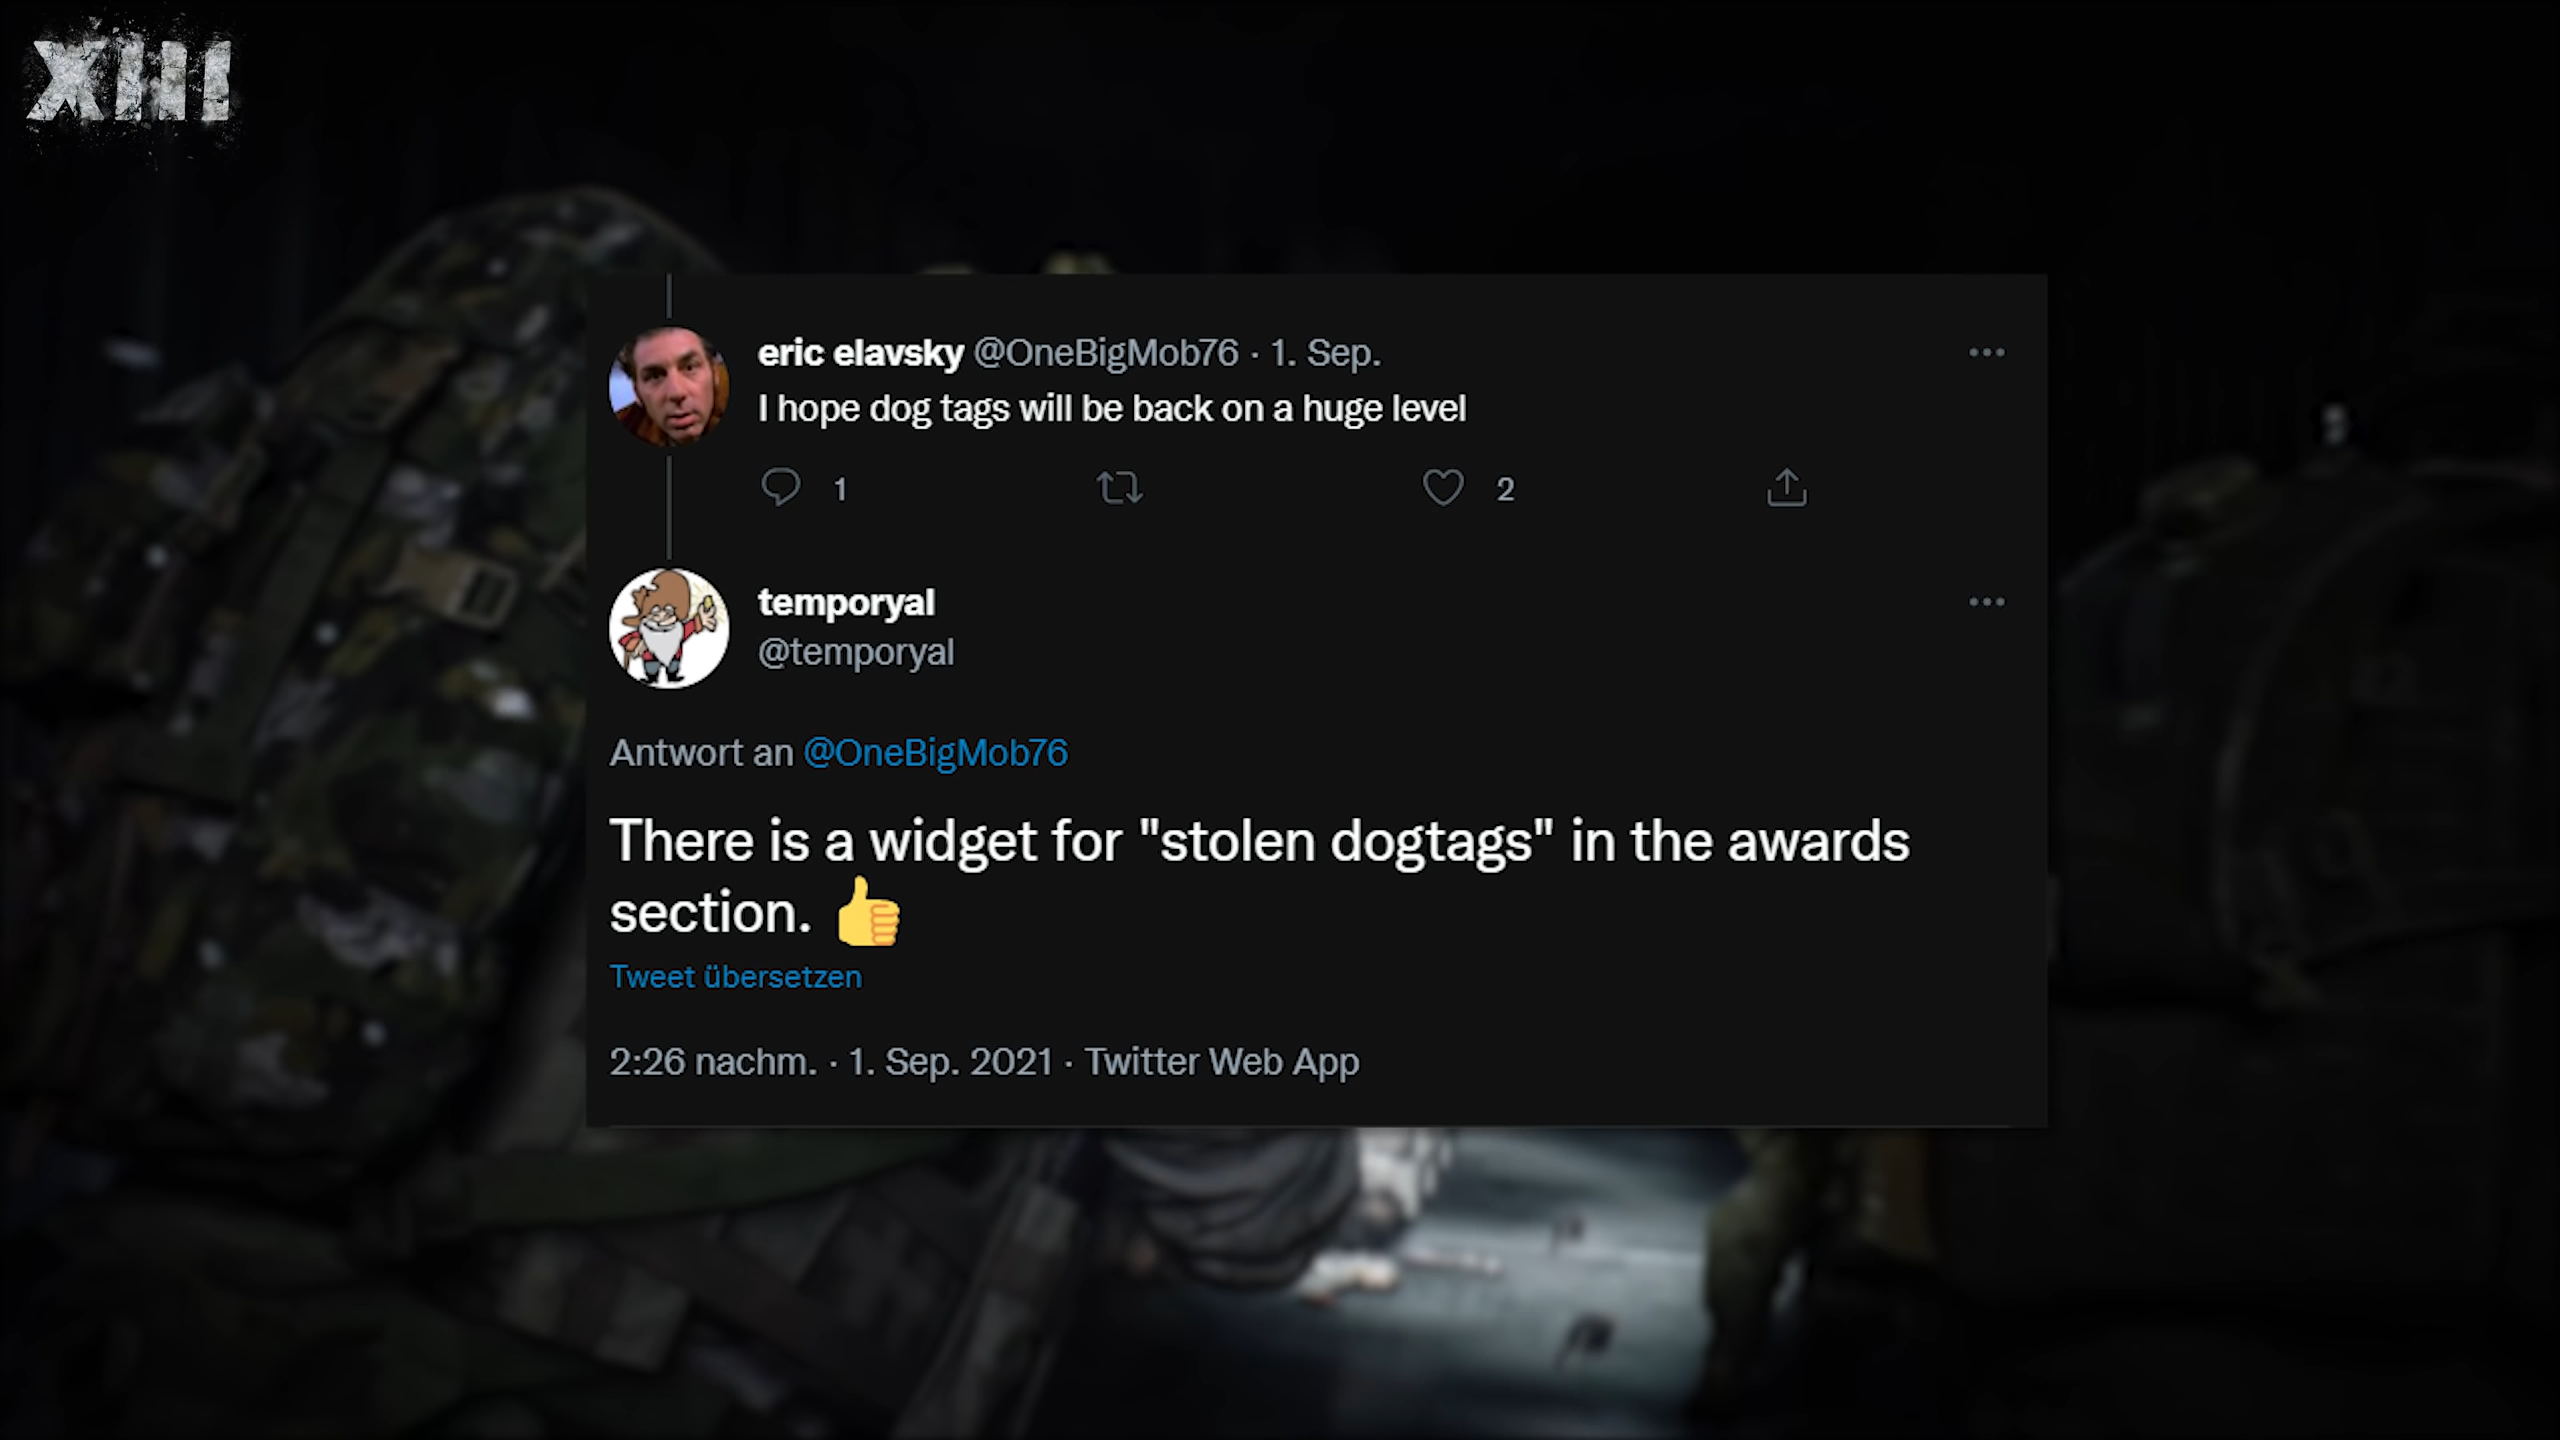 XIII
eric elavsky @OneBigMob76 · 1. Sep.
I hope dog tags will be back on a huge level
1
2
temporyal
@temporyal
Antwort an @OneBigMob76
There is a widget for "stolen dogtags" in the awards
section. 👍
Tweet übersetzen
2:26 nachm. · 1. Sep. 2021 · Twitter Web App